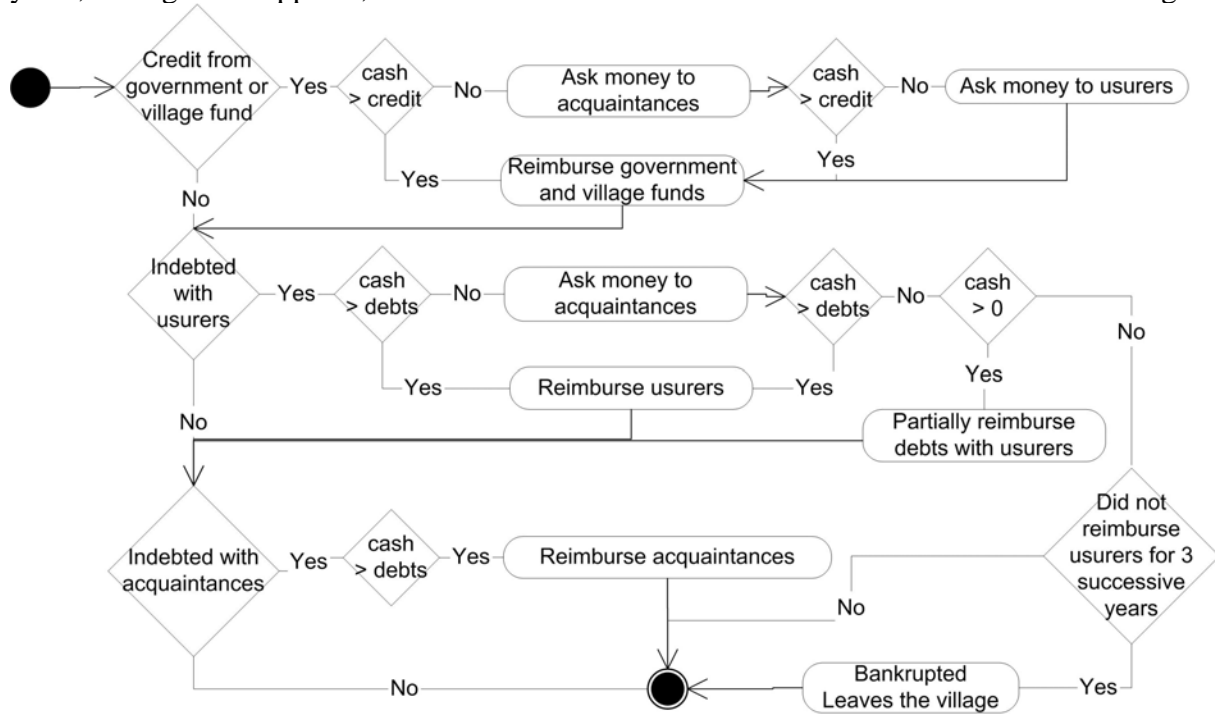 Credit from
government or
village fund
Yes
cash
> credit
No
Ask money to
acquaintances
cash
> credit
No
Ask money to usurers
Yes
Reimburse government
and village funds
Yes
No
Indebted
with
usurers
Yes
cash
> debts
No
Ask money to
acquaintances
cash
> debts
No
cash
> 0
No
Yes
Reimburse usurers
Yes
Yes
No
Partially reimburse
debts with usurers
Did not
reimburse
usurers for 3
successive
years
Indebted with
acquaintances
Yes
cash
> debts
Yes
Reimburse acquaintances
No
No
Bankrupted
Leaves the village
Yes